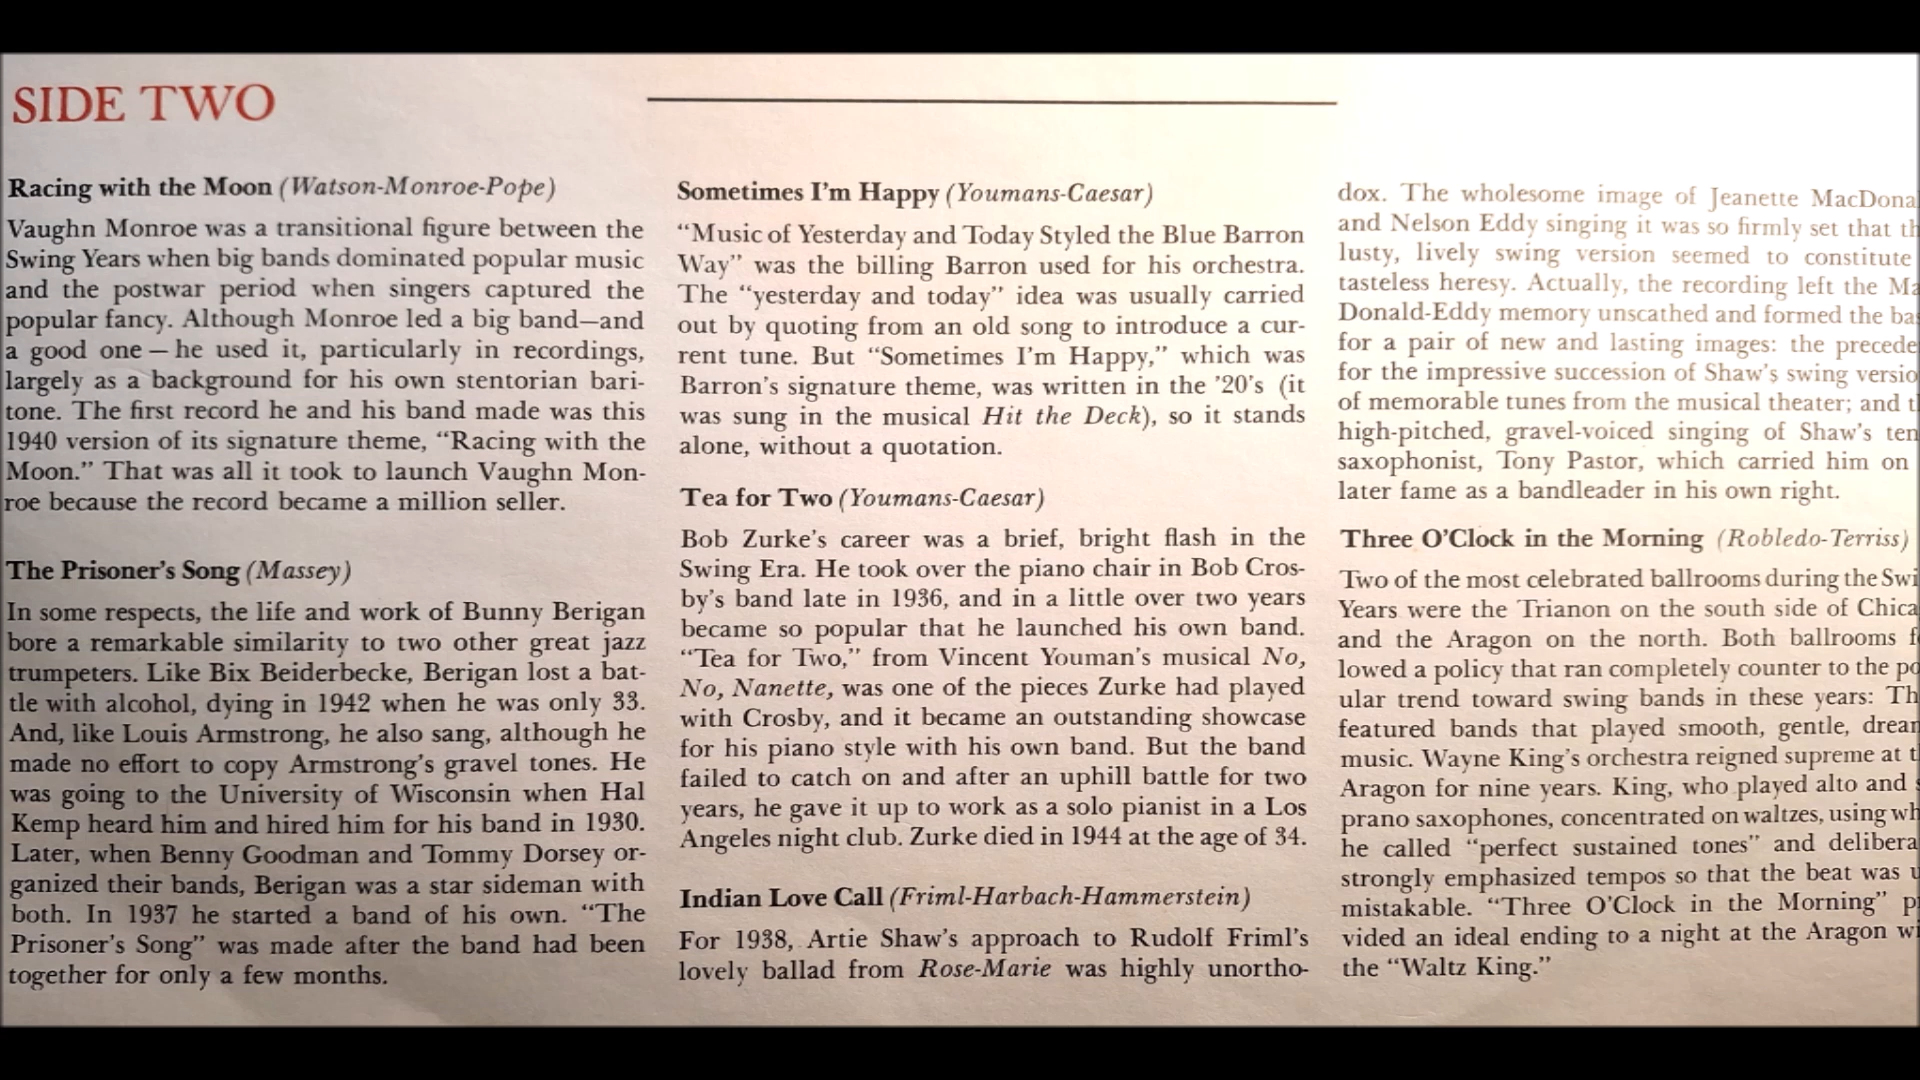 SIDE TWO
Racing with the Moon (Watson-Monroe-Pope)
Vaughn Monroe was a transitional figure between the
Swing Years when big bands dominated popular music
and the postwar period when singers captured the
popular fancy. Although Monroe led a big band—and
a good one — he used it, particularly in recordings,
largely as a background for his own stentorian bari-
tone. The first record he and his band made was this
1940 version of its signature theme, “Racing with the
Moon.” That was all it took to launch Vaughn Mon-
roe because the record became a million seller.
The Prisoner’s Song (Massey)
In some respects, the life and work of Bunny Berigan
bore a remarkable similarity to two other great jazz
trumpeters. Like Bix Beiderbecke, Berigan lost a bat-
tle with alcohol, dying in 1942 when he was only 33.
And, like Louis Armstrong, he also sang, although he
made no effort to copy Armstrong’s gravel tones. He
was going to the University of Wisconsin when Hal
Kemp heard him and hired him for his band in 1930.
Later, when Benny Goodman and Tommy Dorsey or-
ganized their bands, Berigan was a star sideman with
both. In 1937 he started a band of his own. “The
Prisoner’s Song” was made after the band had been
together for only a few months.
Sometimes I’m Happy (Youmans-Caesar)
“Music of Yesterday and Today Styled the Blue Barron
Way” was the billing Barron used for his orchestra.
The “yesterday and today” idea was usually carried
out by quoting from an old song to introduce a cur-
rent tune. But “Sometimes I’m Happy,” which was
Barron’s signature theme, was written in the ’20’s (it
was sung in the musical Hit the Deck), so it stands
alone, without a quotation.
Tea for Two (Youmans-Caesar)
Bob Zurke’s career was a brief, bright flash in the
Swing Era. He took over the piano chair in Bob Cros-
by’s band late in 1936, and in a little over two years
became so popular that he launched his own band.
“Tea for Two,” from Vincent Youman’s musical No,
No, Nanette, was one of the pieces Zurke had played
with Crosby, and it became an outstanding showcase
for his piano style with his own band. But the band
failed to catch on and after an uphill battle for two
years, he gave it up to work as a solo pianist in a Los
Angeles night club. Zurke died in 1944 at the age of 34.
Indian Love Call (Friml-Harbach-Hammerstein)
For 1938, Artie Shaw’s approach to Rudolf Friml’s
lovely ballad from Rose-Marie was highly unortho-
dox. The wholesome image of Jeanette MacDona
and Nelson Eddy singing it was so firmly set that th
lusty, lively swing version seemed to constitute
tasteless heresy. Actually, the recording left the Ma
Donald-Eddy memory unscathed and formed the bas
for a pair of new and lasting images: the precede
for the impressive succession of Shaw’s swing versio
of memorable tunes from the musical theater; and t
high-pitched, gravel-voiced singing of Shaw’s ten
saxophonist, Tony Pastor, which carried him on
later fame as a bandleader in his own right.
Three O’Clock in the Morning (Robledo-Terriss)
Two of the most celebrated ballrooms during the Swi
Years were the Trianon on the south side of Chica
and the Aragon on the north. Both ballrooms f
lowed a policy that ran completely counter to the po
ular trend toward swing bands in these years: Th
featured bands that played smooth, gentle, drear
music. Wayne King’s orchestra reigned supreme at t
Aragon for nine years. King, who played alto and s
prano saxophones, concentrated on waltzes, using wh
he called “perfect sustained tones” and delibera
strongly emphasized tempos so that the beat was u
mistakable. “Three O’Clock in the Morning” p
vided an ideal ending to a night at the Aragon wi
the “Waltz King.”